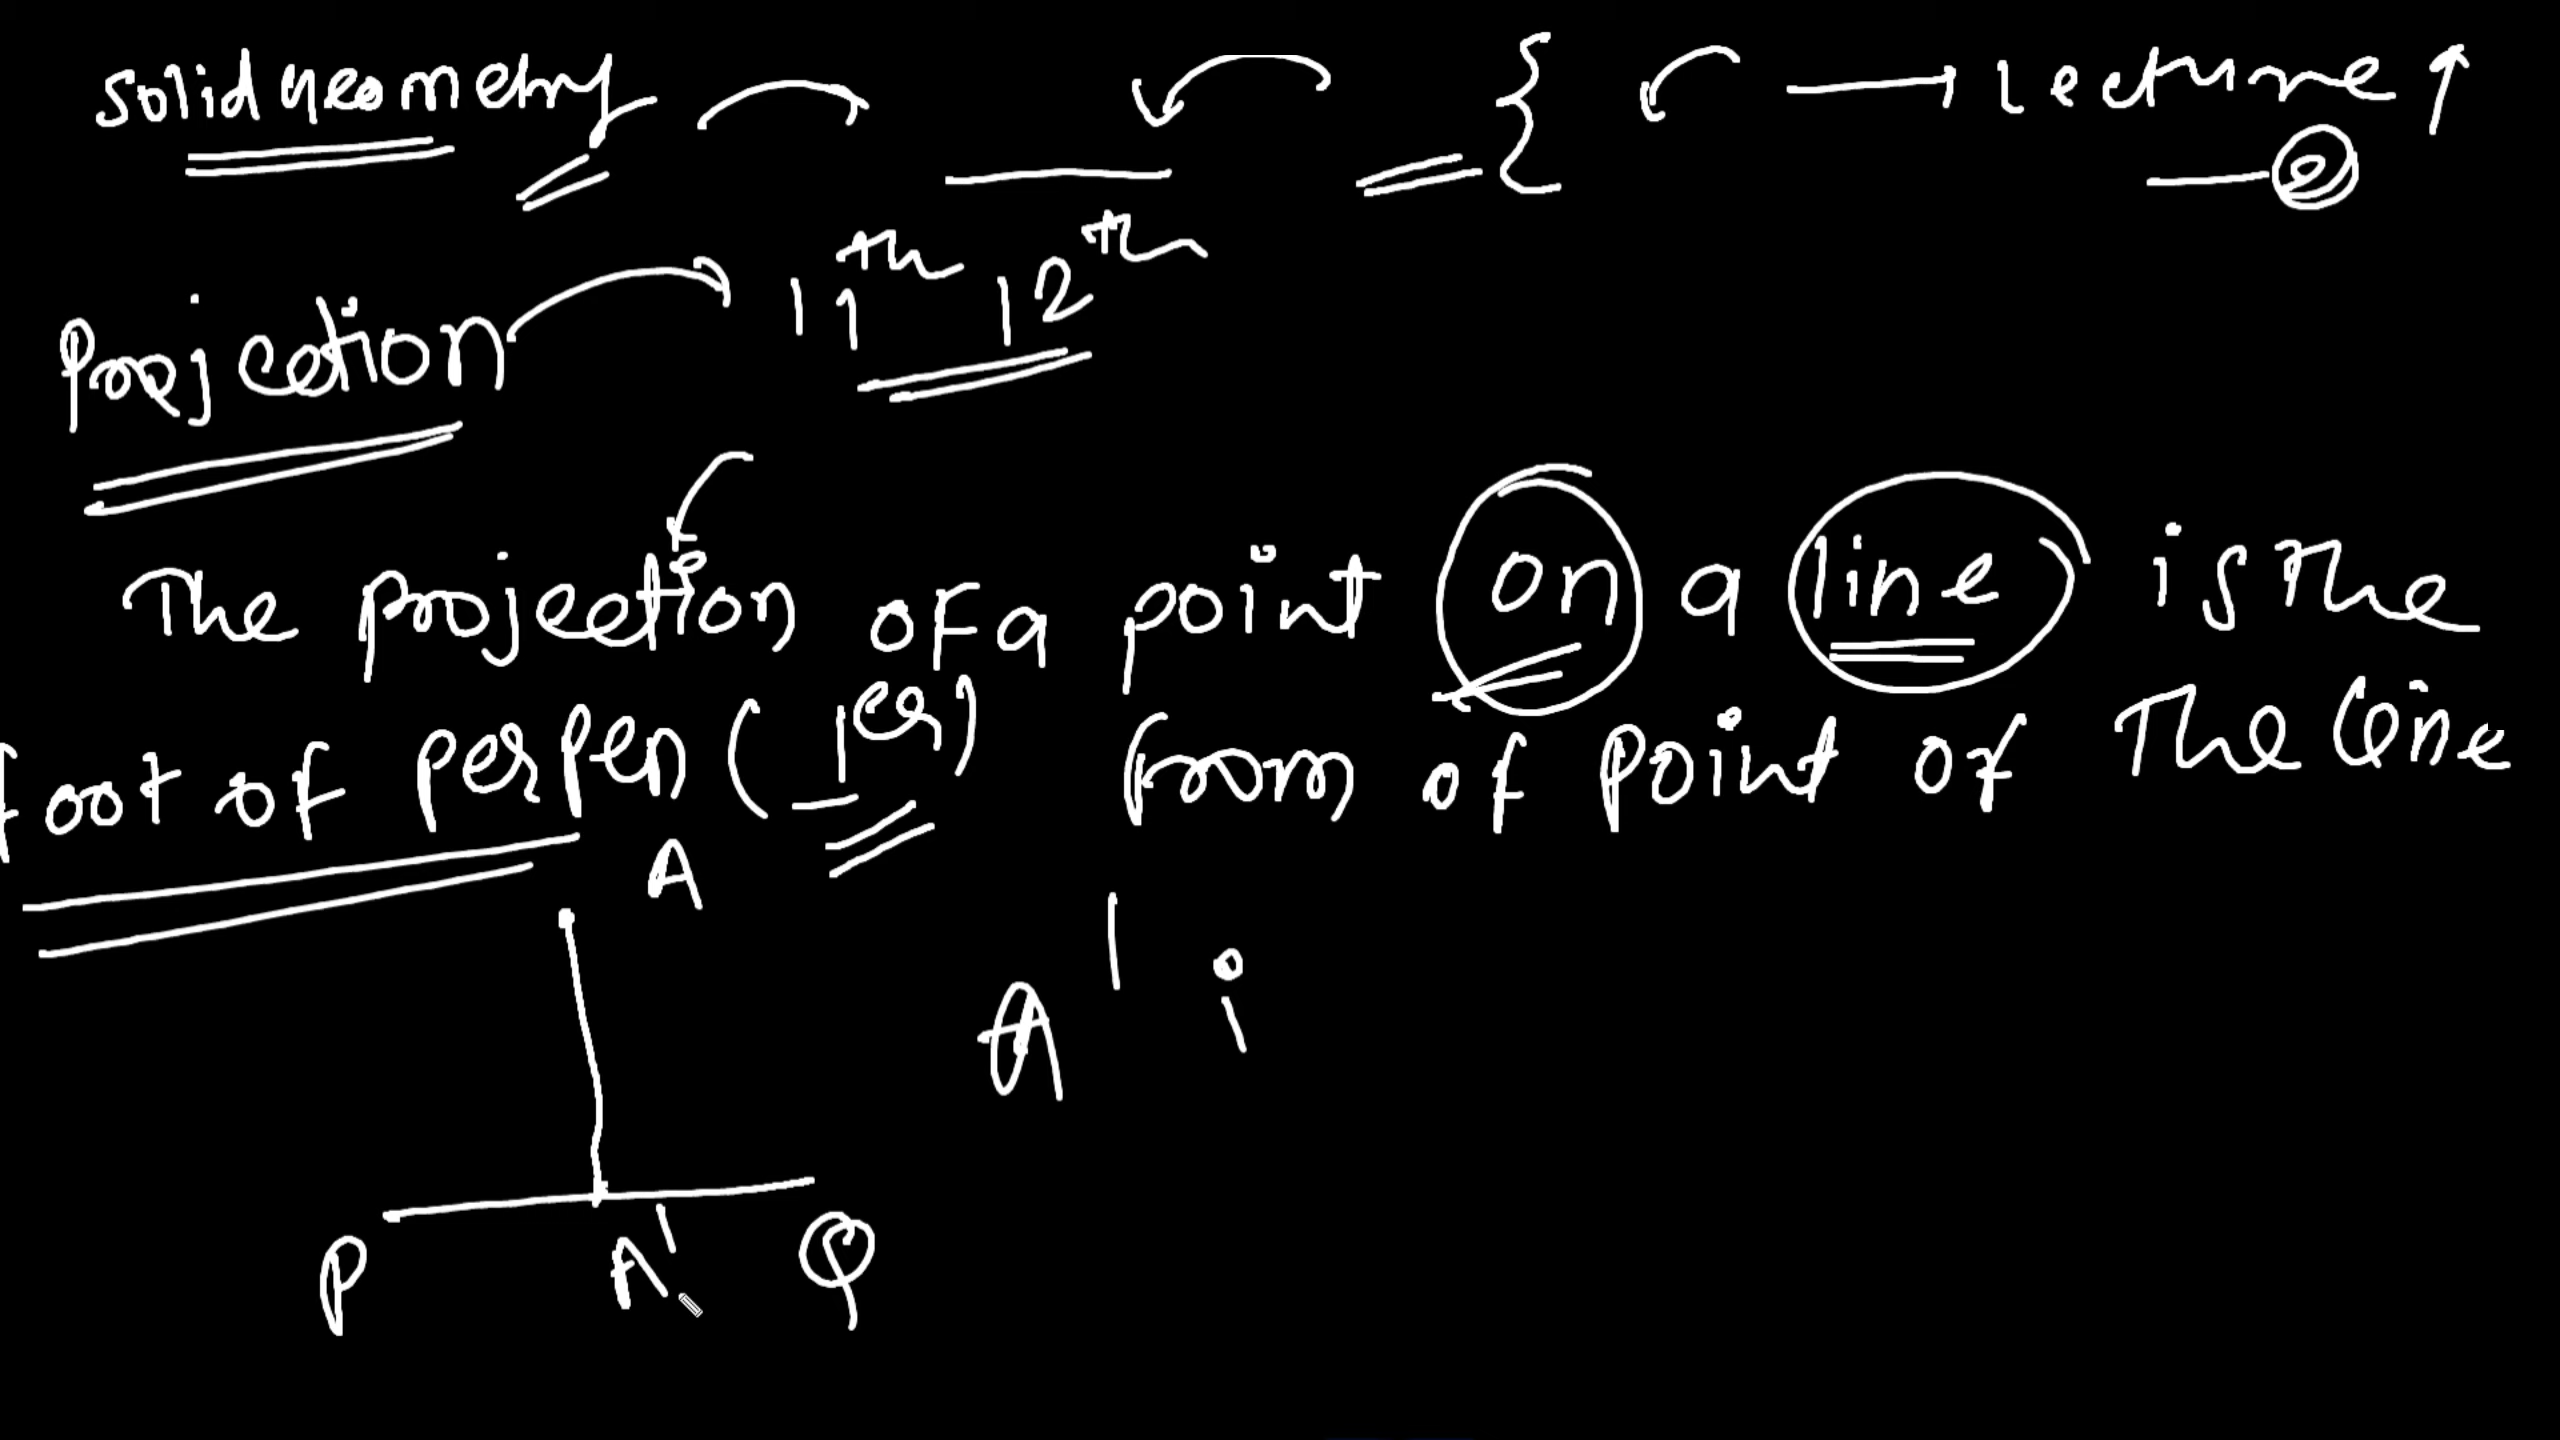 solid geometry → lecture 1
11th 12th
Projection
The projection of a point on a line is the
foot of perpen (⊥er) from of point of The line
A
A' i
P A' Q